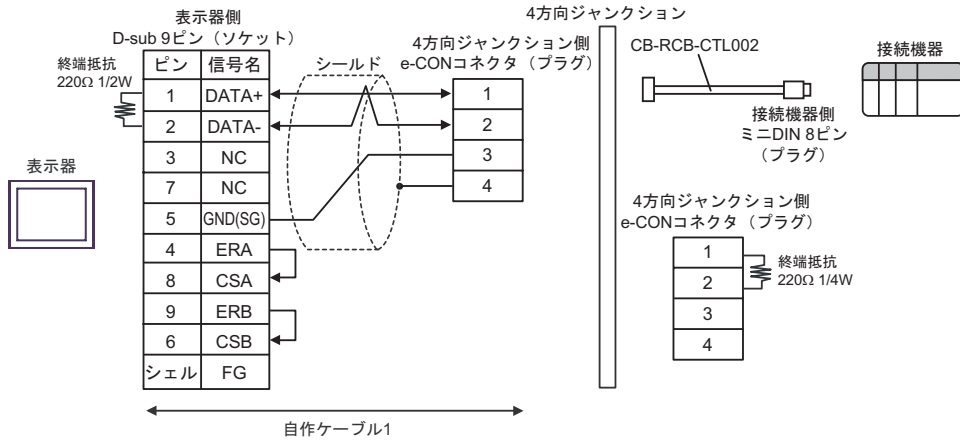 表示器側
D-sub 9ピン（ソケット）
終端抵抗
220Ω 1/2W
ピン 信号名
1 DATA+
2 DATA-
3 NC
7 NC
5 GND(SG)
4 ERA
8 CSA
9 ERB
6 CSB
シェル FG
表示器
シールド
4方向ジャンクション側
e-CONコネクタ（プラグ）
1
2
3
4
自作ケーブル1
4方向ジャンクション
CB-RCB-CTL002
接続機器側
ミニDIN 8ピン
（プラグ）
接続機器
4方向ジャンクション側
e-CONコネクタ（プラグ）
1
2
3
4
終端抵抗
220Ω 1/4W